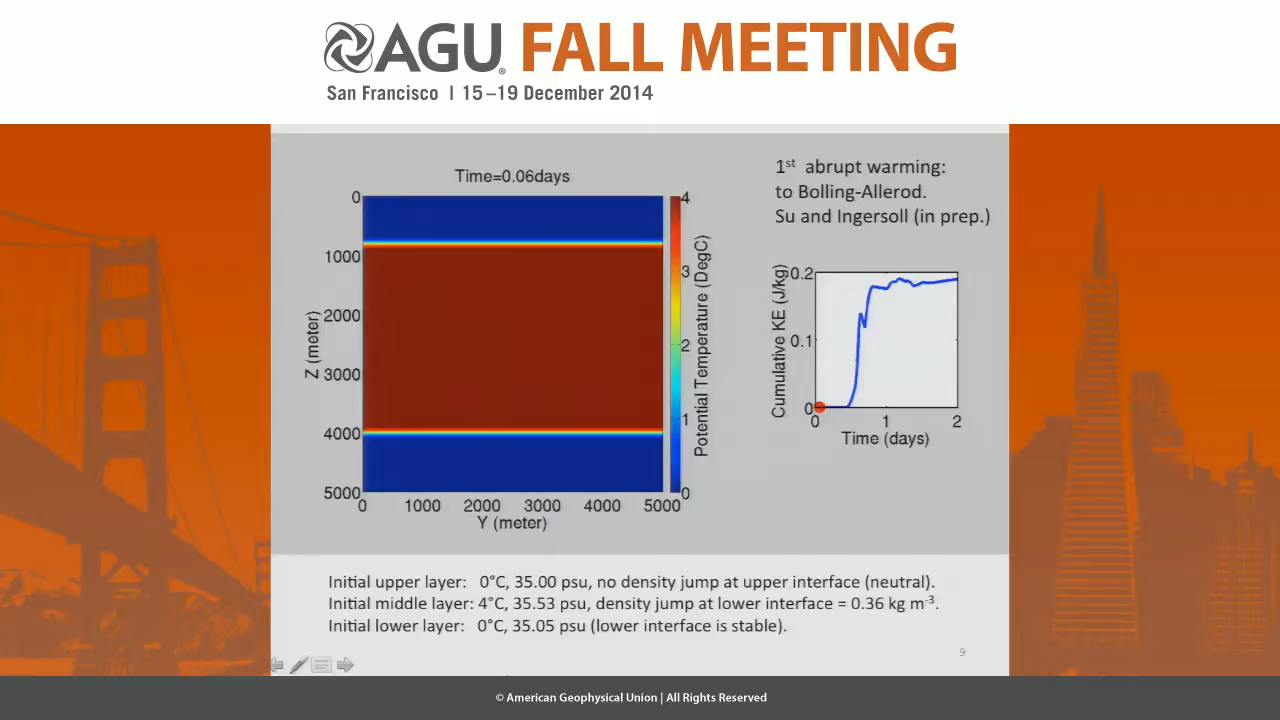 AGU FALL MEETING
San Francisco | 15–19 December 2014
Time=0.06days
0
1000
2000
3000
4000
5000
Z (meter)
0 1000 2000 3000 4000 5000
Y (meter)
4
3
2
1
0
Potential Temperature (DegC)
1st abrupt warming:
to Bolling-Allerod.
Su and Ingersoll (in prep.)
0.2
0.1
0
Cumulative KE (J/kg)
0 1 2
Time (days)
Initial upper layer: 0°C, 35.00 psu, no density jump at upper interface (neutral).
Initial middle layer: 4°C, 35.53 psu, density jump at lower interface = 0.36 kg m-3.
Initial lower layer: 0°C, 35.05 psu (lower interface is stable).
9
© American Geophysical Union | All Rights Reserved